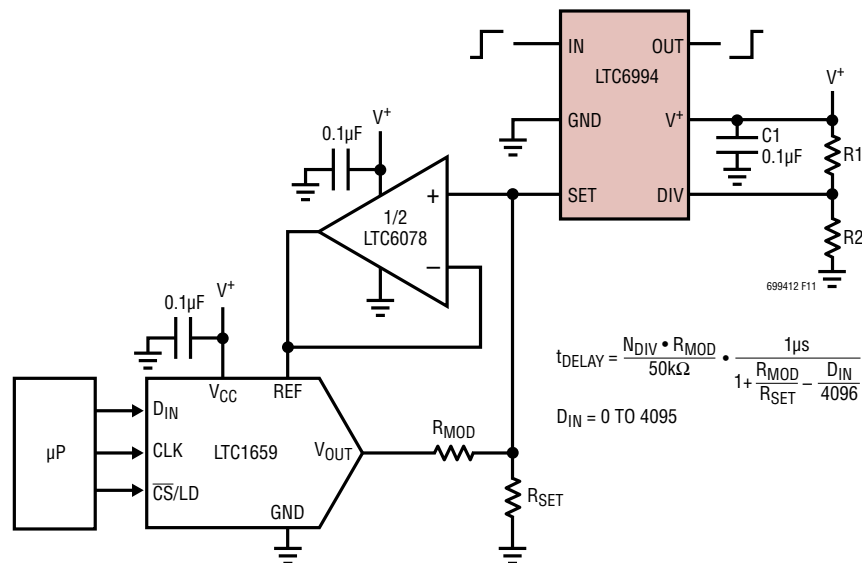 IN
OUT
LTC6994
GND
V+
SET
DIV
V+
C1
0.1µF
R1
R2
699412 F11
V+
0.1µF
+
1/2
LTC6078
–
V+
0.1µF
VCC
REF
µP
DIN
CLK
CS/LD
LTC1659
VOUT
GND
RMOD
RSET
tDELAY = NDIV • RMOD / 50kΩ • 1µs / 1+ RMOD/RSET – DIN/4096
DIN = 0 TO 4095